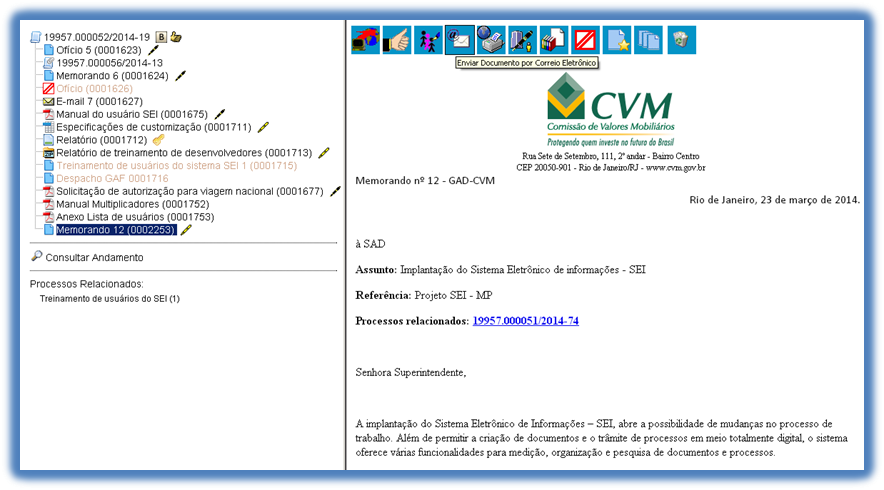 19957.000052/2014-19
Ofício 5 (0001623)
19957.000056/2014-13
Memorando 6 (0001624)
Ofício (0001626)
E-mail 7 (0001627)
Manual do usuário SEI (0001675)
Especificações de customização (0001711)
Relatório (0001712)
Relatório de treinamento de desenvolvedores (0001713)
Treinamento de usuários do sistema SEI 1 (0001715)
Despacho GAF 0001716
Solicitação de autorização para viagem nacional (0001677)
Manual Multiplicadores (0001752)
Anexo Lista de usuários (0001753)
Memorando 12 (0002253)
Consultar Andamento
Processos Relacionados:
Treinamento de usuários do SEI (1)
Enviar Documento por Correio Eletrônico
CVM
Comissão de Valores Mobiliários
Protegendo quem investe no futuro do Brasil
Rua Sete de Setembro, 111, 2º andar - Bairro Centro
CEP 20050-901 - Rio de Janeiro/RJ - www.cvm.gov.br
Memorando nº 12 - GAD-CVM
Rio de Janeiro, 23 de março de 2014.
à SAD
Assunto: Implantação do Sistema Eletrônico de informações - SEI
Referência: Projeto SEI - MP
Processos relacionados: 19957.000051/2014-74
Senhora Superintendente,
A implantação do Sistema Eletrônico de Informações – SEI, abre a possibilidade de mudanças no processo de
trabalho. Além de permitir a criação de documentos e o trâmite de processos em meio totalmente digital, o sistema
oferece várias funcionalidades para medição, organização e pesquisa de documentos e processos.